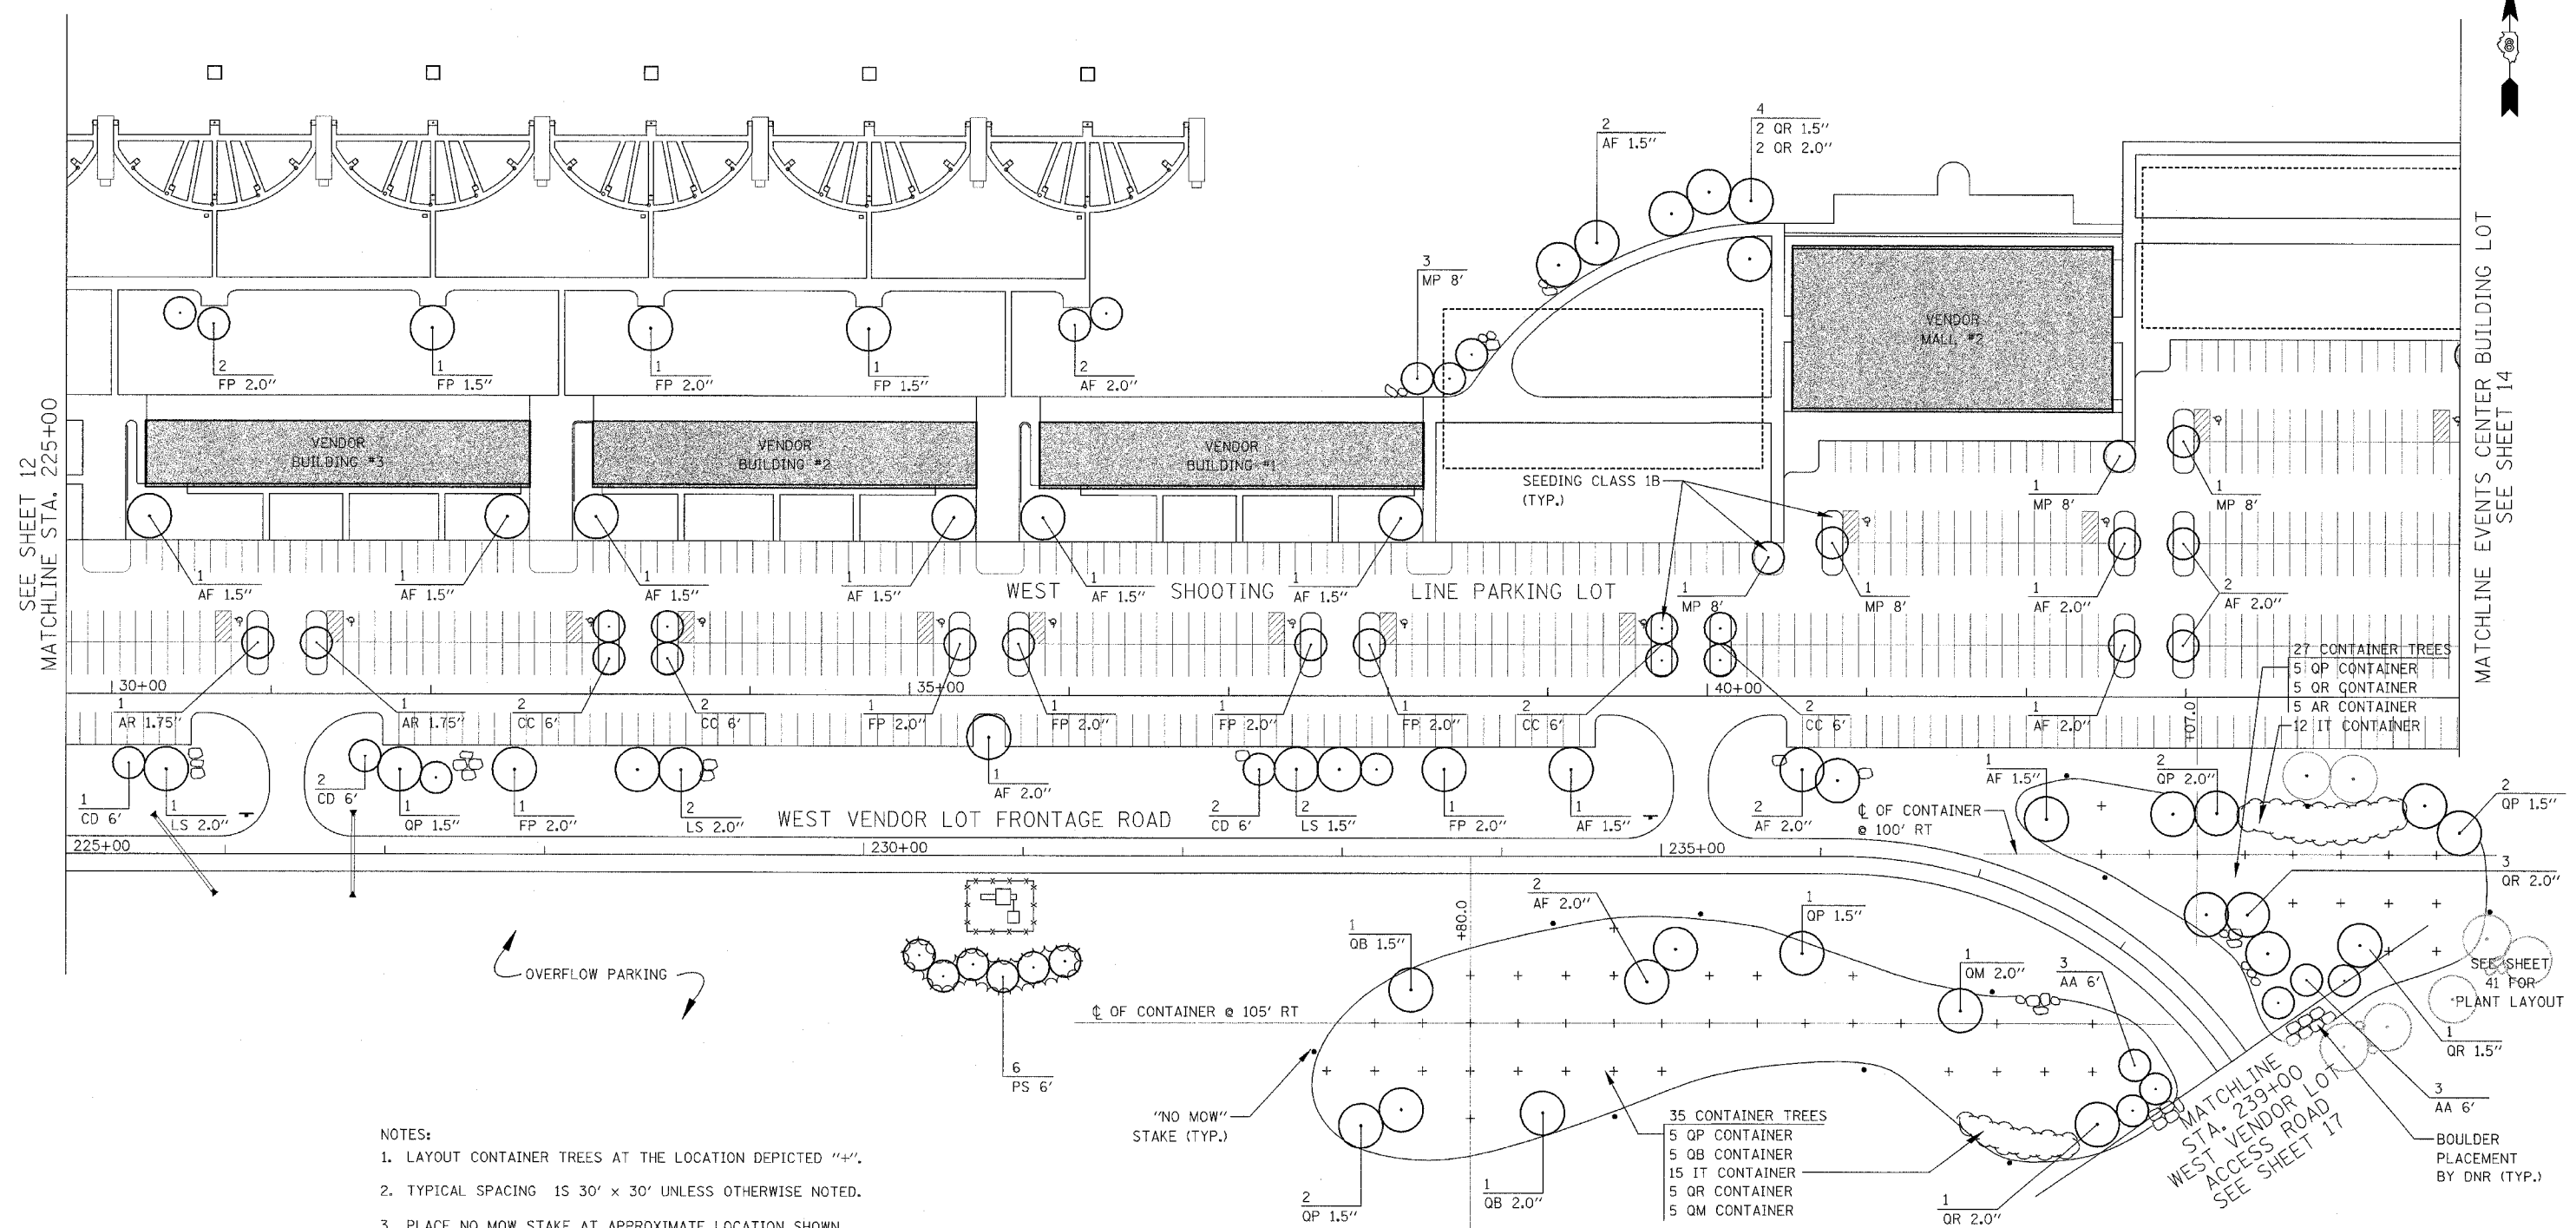 2
AF 1.5"
4
2 QR 1.5"
2 QR 2.0"
3
MP 8'
VENDOR
MALL #2
2
FP 2.0"
1
FP 1.5"
1
FP 2.0"
1
FP 1.5"
2
AF 2.0"
MATCHLINE EVENTS CENTER BUILDING LOT
SEE SHEET 14
SEE SHEET 12
MATCHLINE STA. 225+00
VENDOR
BUILDING #3
VENDOR
BUILDING #2
VENDOR
BUILDING #1
SEEDING CLASS 1B
(TYP.)
1
MP 8'
1
MP 8'
1
AF 1.5"
1
AF 1.5"
1
AF 1.5"
1
AF 1.5"
1
AF 1.5"
1
AF 1.5"
WEST SHOOTING LINE PARKING LOT
1
MP 8'
1
MP 8'
1
AF 2.0"
2
AF 2.0"
27 CONTAINER TREES
5 QP CONTAINER
5 QR CONTAINER
5 AR CONTAINER
12 IT CONTAINER
30+00
35+00
40+00
+07.0
1
AR 1.75"
1
AR 1.75"
2
CC 6'
2
CC 6'
1
FP 2.0"
1
FP 2.0"
1
FP 2.0"
1
FP 2.0"
2
CC 6'
2
CC 6'
1
AF 2.0"
1
CD 6'
1
LS 2.0"
2
CD 6'
1
QP 1.5"
1
FP 2.0"
2
LS 2.0"
1
AF 2.0"
WEST VENDOR LOT FRONTAGE ROAD
2
CD 6'
2
LS 1.5"
1
FP 2.0"
1
AF 1.5"
2
AF 2.0"
1
AF 1.5"
2
QP 2.0"
2
QP 1.5"
℄ OF CONTAINER
@ 100' RT
225+00
230+00
235+00
3
QR 2.0"
2
AF 2.0"
1
QP 1.5"
1
QB 1.5"
+80.0
1
QM 2.0"
3
AA 6'
SEE SHEET
41 FOR
PLANT LAYOUT
OVERFLOW PARKING
℄ OF CONTAINER @ 105' RT
1
QR 1.5"
6
PS 6'
3
AA 6'
"NO MOW"
STAKE (TYP.)
35 CONTAINER TREES
5 QP CONTAINER
5 QB CONTAINER
15 IT CONTAINER
5 QR CONTAINER
5 QM CONTAINER
MATCHLINE
STA. 239+00
WEST VENDOR LOT
ACCESS ROAD
SEE SHEET 17
BOULDER
PLACEMENT
BY DNR (TYP.)
2
QP 1.5"
1
QB 2.0"
1
QR 2.0"
NOTES:
1. LAYOUT CONTAINER TREES AT THE LOCATION DEPICTED "+".
2. TYPICAL SPACING IS 30' x 30' UNLESS OTHERWISE NOTED.
3. PLACE NO MOW STAKE AT APPROXIMATE LOCATION SHOWN